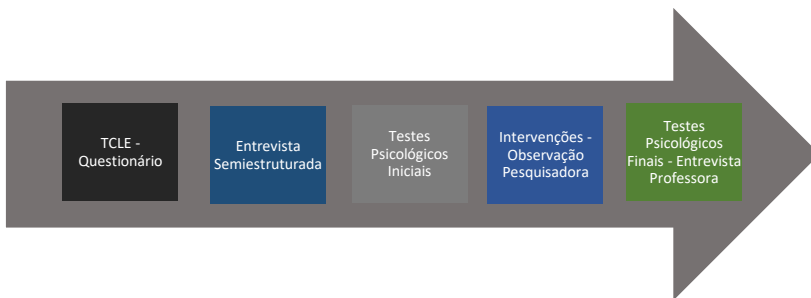 TCLE -
Questionário
Entrevista
Semiestruturada
Testes
Psicológicos
Iniciais
Intervenções -
Observação
Pesquisadora
Testes
Psicológicos
Finais - Entrevista
Professora